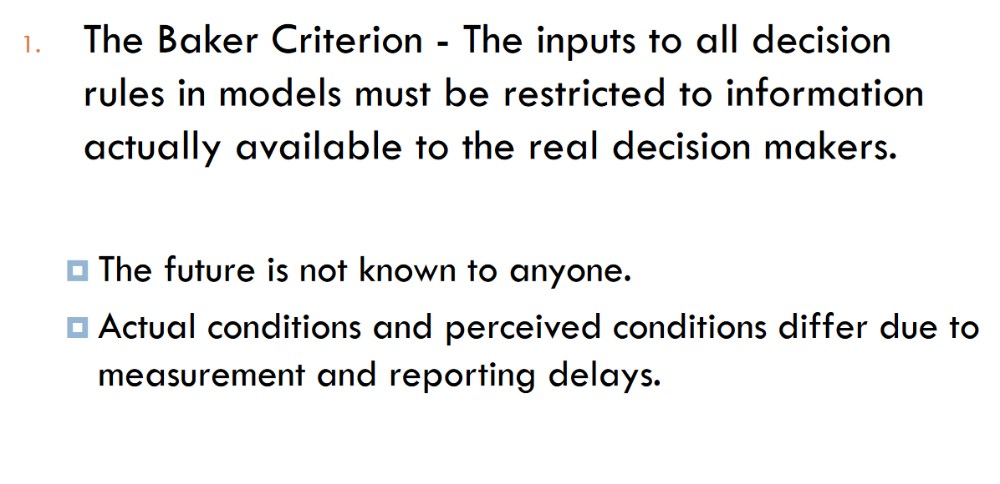 1. The Baker Criterion - The inputs to all decision
rules in models must be restricted to information
actually available to the real decision makers.
The future is not known to anyone.
Actual conditions and perceived conditions differ due to
measurement and reporting delays.